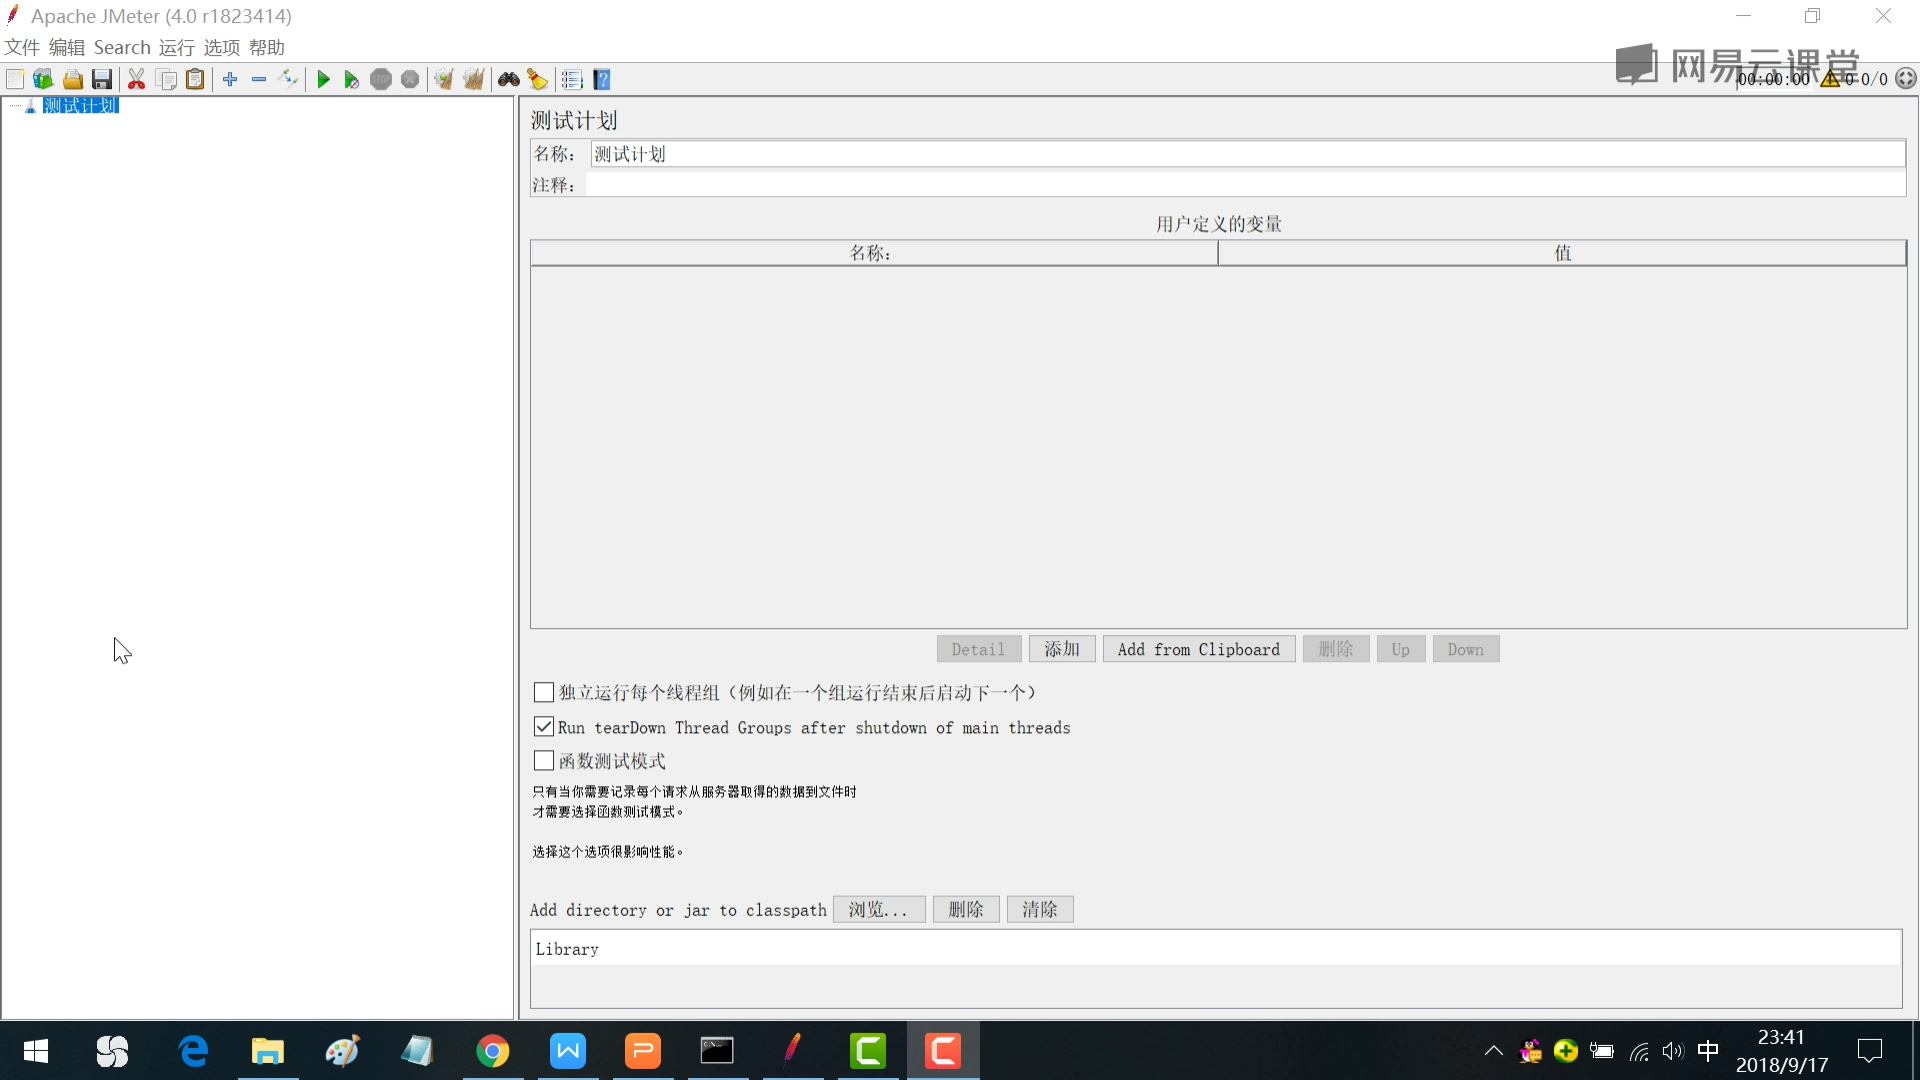 Apache JMeter (4.0 r1823414)
文件 编辑 Search 运行 选项 帮助
网易云课堂
00:00:00 0 0/0
测试计划
测试计划
名称： 测试计划
注释：
用户定义的变量
名称： 值
Detail 添加 Add from Clipboard 删除 Up Down
独立运行每个线程组（例如在一个组运行结束后启动下一个）
Run tearDown Thread Groups after shutdown of main threads
函数测试模式
只有当你需要记录每个请求从服务器取得的数据到文件时
才需要选择函数测试模式。
选择这个选项很影响性能。
Add directory or jar to classpath 浏览... 删除 清除
Library
中
23:41
2018/9/17